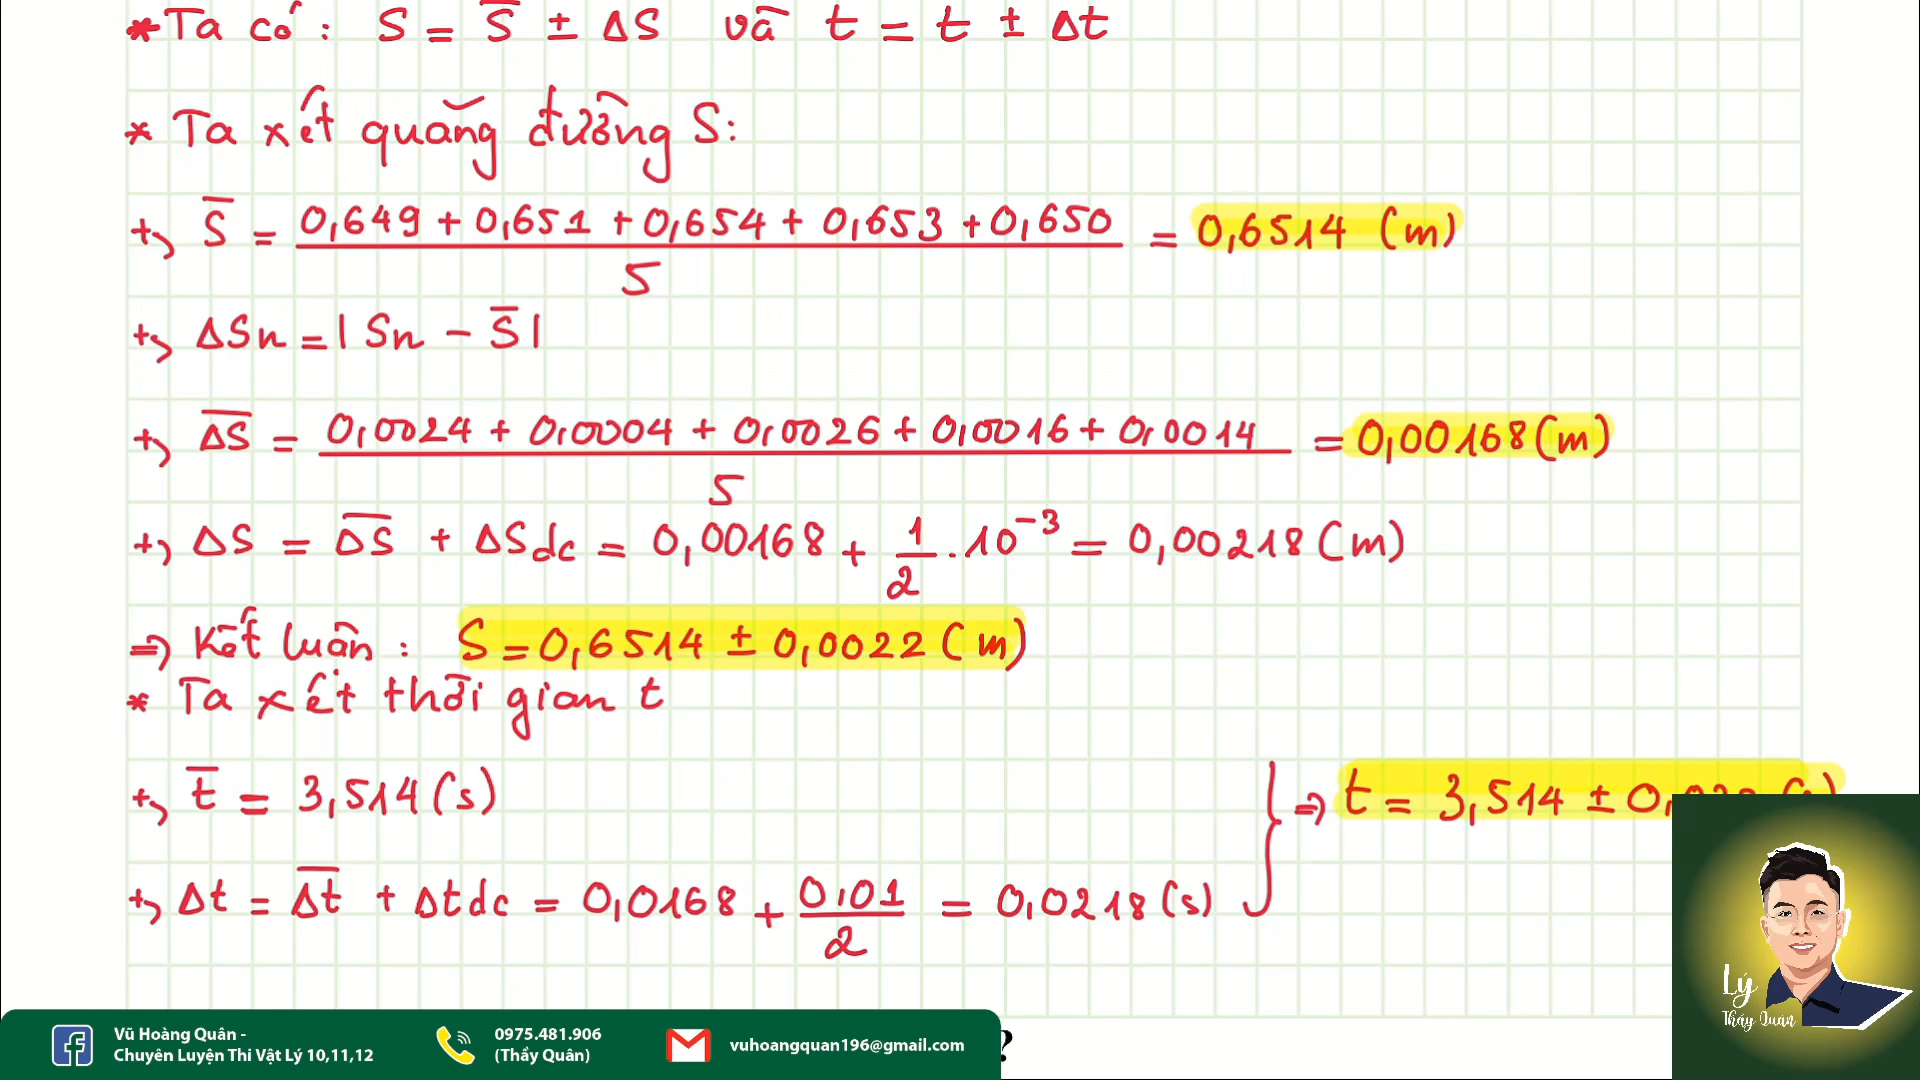 *Ta có: S = S̅ ± ΔS và t = t ± Δt
* Ta xét quãng đường S:
+, S̅ = (0,649 + 0,651 + 0,654 + 0,653 + 0,650)/5 = 0,6514 (m)
+, ΔSn = |Sn - S̅|
+, Δ̅S̅ = (0,0024 + 0,0004 + 0,0026 + 0,0016 + 0,0014)/5 = 0,00168 (m)
+, ΔS = Δ̅S̅ + ΔSdc = 0,00168 + 1/2 . 10⁻³ = 0,00218 (m)
=> Kết luận: S = 0,6514 ± 0,0022 (m)
* Ta xét thời gian t
+, t̅ = 3,514 (s)
=> t = 3,514 ± 0,
+, Δt = Δ̅t̅ + Δtdc = 0,0168 + 0,01/2 = 0,0218 (s)
Lý
Thầy Quân
Vũ Hoàng Quân -
Chuyên Luyện Thi Vật Lý 10,11,12
0975.481.906
(Thầy Quân)
vuhoangquan196@gmail.com
?